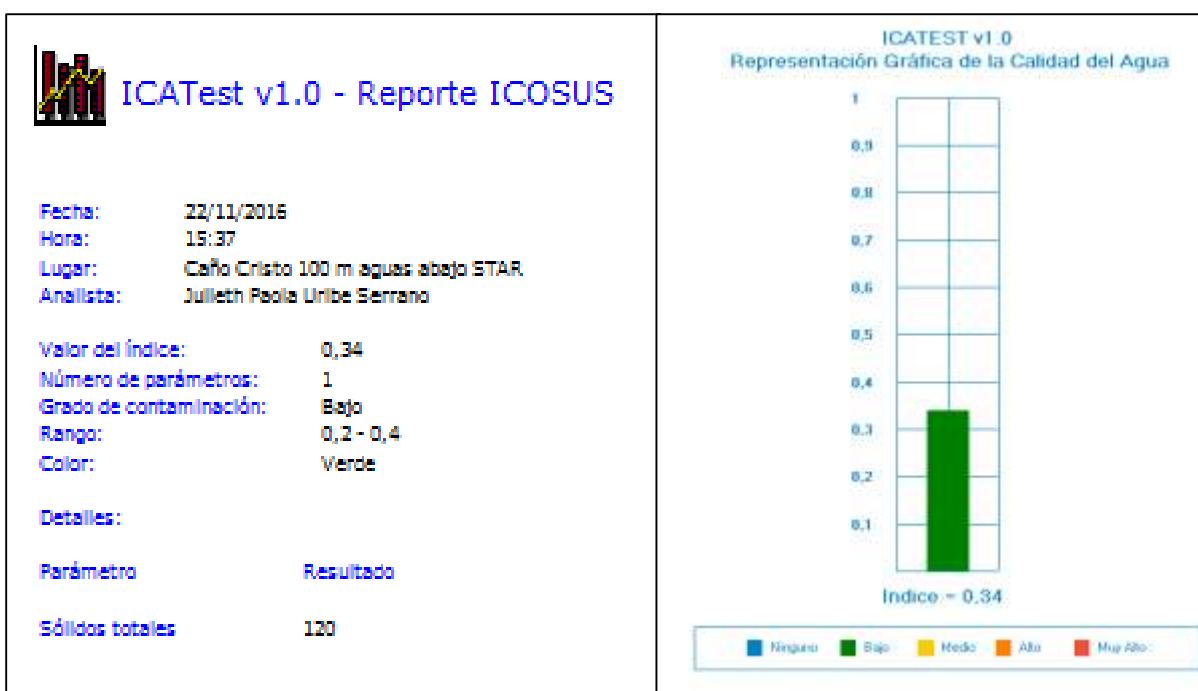 ICATest v1.0 - Reporte ICOSUS
Fecha: 22/11/2016
Hora: 15:37
Lugar: Caño Cristo 100 m aguas abajo STAR
Analista: Julieth Paola Uribe Serrano
Valor del índice: 0,34
Número de parámetros: 1
Grado de contaminación: Bajo
Rango: 0,2 - 0,4
Color: Verde
Detalles:
Parámetro Resultado
Sólidos totales 120
ICATEST v1.0
Representación Gráfica de la Calidad del Agua
1
0,9
0,8
0,7
0,6
0,5
0,4
0,3
0,2
0,1
Indice = 0,34
Ninguno Bajo Medio Alto Muy Alto